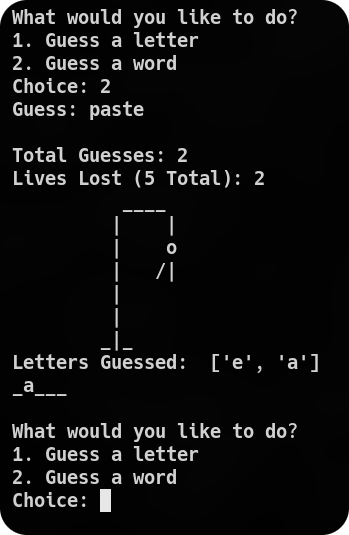 What would you like to do?
1. Guess a letter
2. Guess a word
Choice: 2
Guess: paste

Total Guesses: 2
Lives Lost (5 Total): 2
          ____
         |    |
         |    o
         |   /|
         |
         |
        _|_
Letters Guessed:  ['e', 'a']
_a___

What would you like to do?
1. Guess a letter
2. Guess a word
Choice: